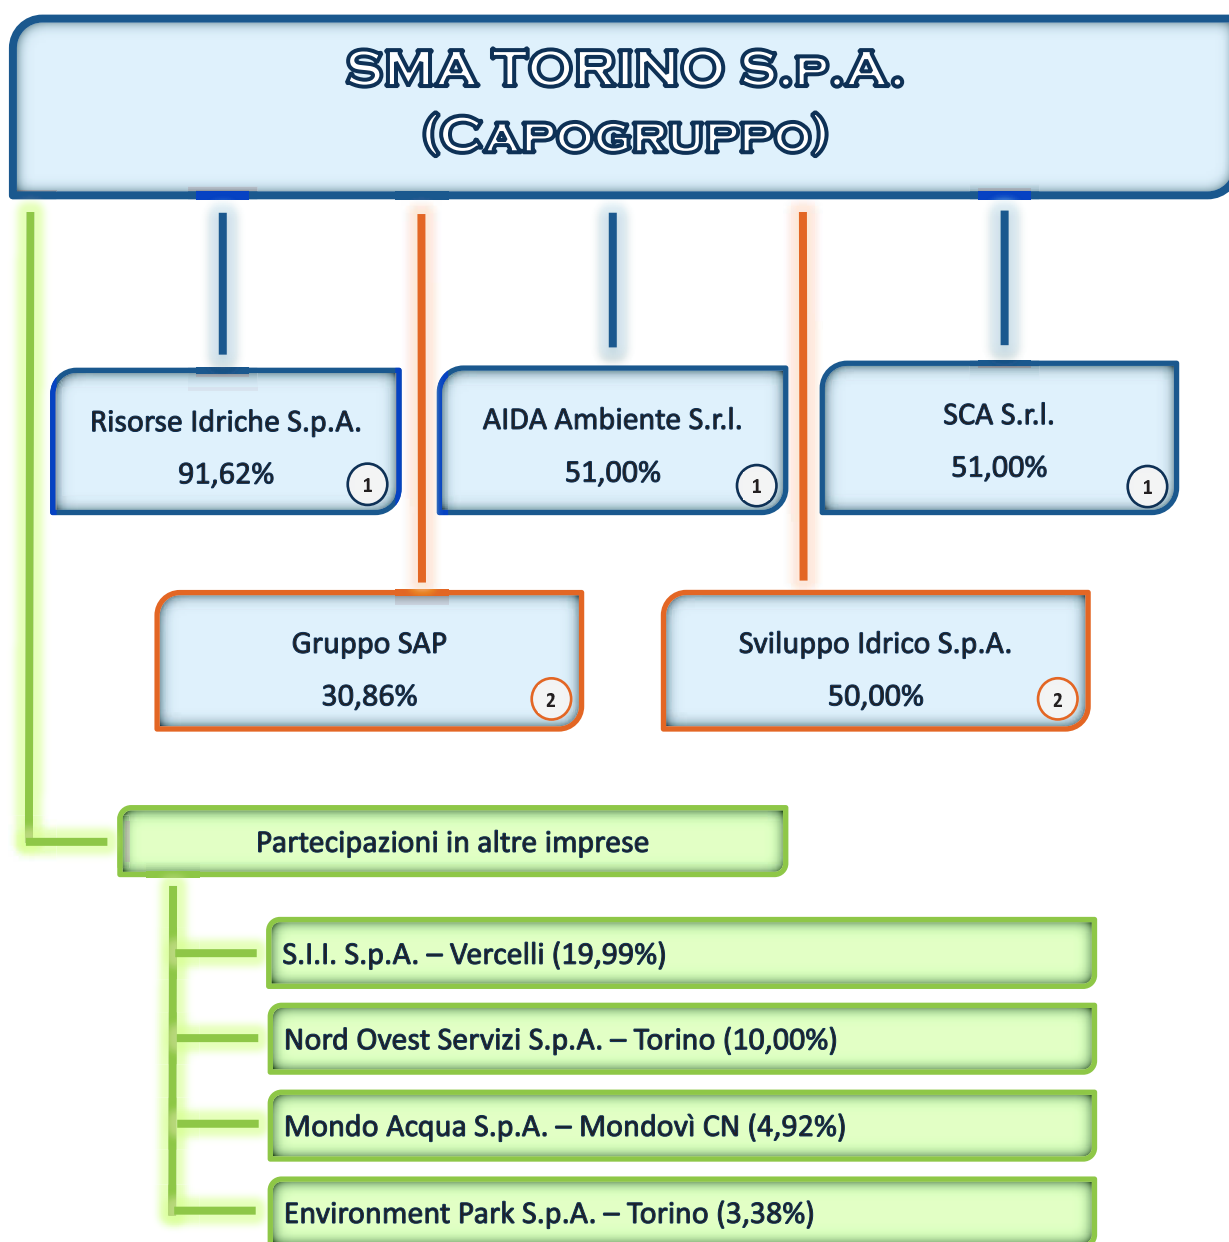 SMA TORINO S.P.A.
(CAPOGRUPPO)
Risorse Idriche S.p.A.
91,62%
1
AIDA Ambiente S.r.l.
51,00%
1
SCA S.r.l.
51,00%
1
Gruppo SAP
30,86%
2
Sviluppo Idrico S.p.A.
50,00%
2
Partecipazioni in altre imprese
S.I.I. S.p.A. – Vercelli (19,99%)
Nord Ovest Servizi S.p.A. – Torino (10,00%)
Mondo Acqua S.p.A. – Mondovì CN (4,92%)
Environment Park S.p.A. – Torino (3,38%)